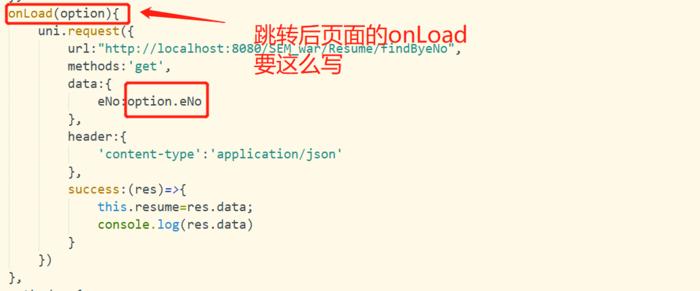 onLoad(option){
uni.request({
url:"http://localhost:8080/SEM_war/Resume/findByeNo",
methods:'get',
data:{
eNo:option.eNo
},
header:{
'content-type':'application/json'
},
success:(res)=>{
this.resume=res.data;
console.log(res.data)
}
})
},
跳转后页面的onLoad
要这么写